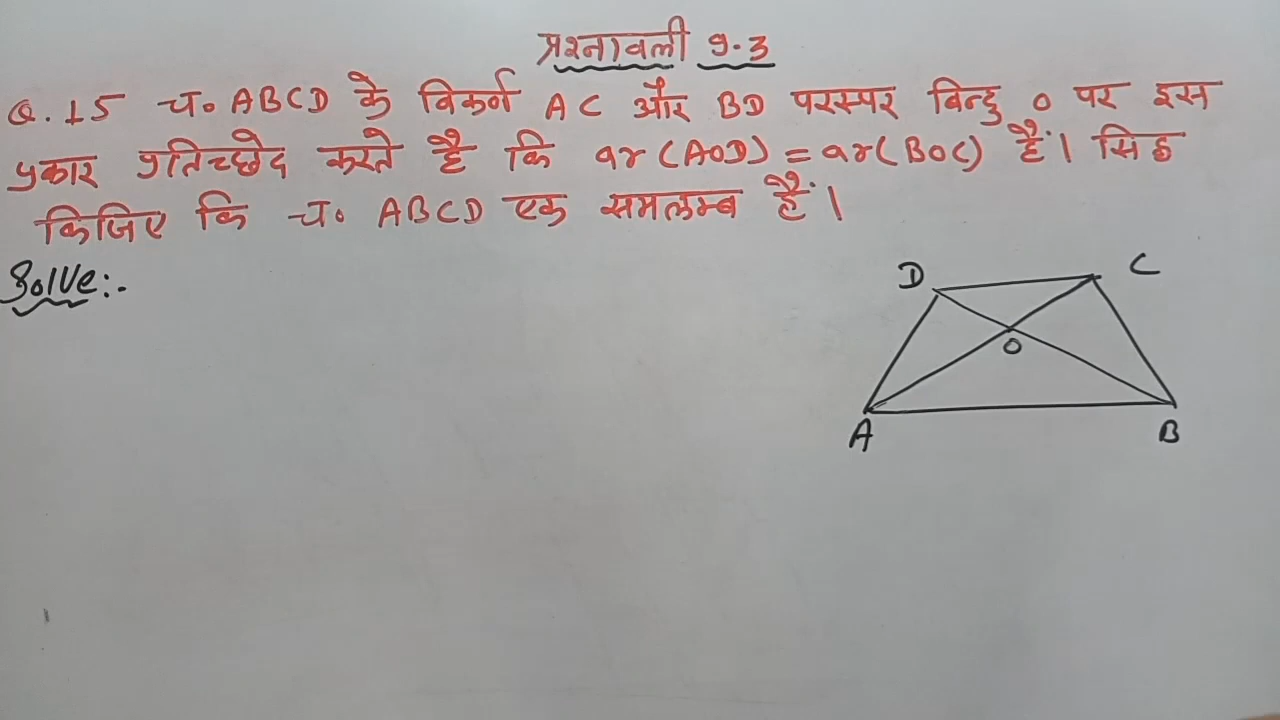 प्रश्नावली 9.3
Q.15 च० ABCD के विकर्ण AC और BD परस्पर बिन्दु O पर इस
प्रकार प्रतिच्छेद करते है कि ar(AOD) = ar(BOC) हैं। सिद्ध
किजिए कि च० ABCD एक समलम्ब हैं।
Solve:-
D
C
O
A
B